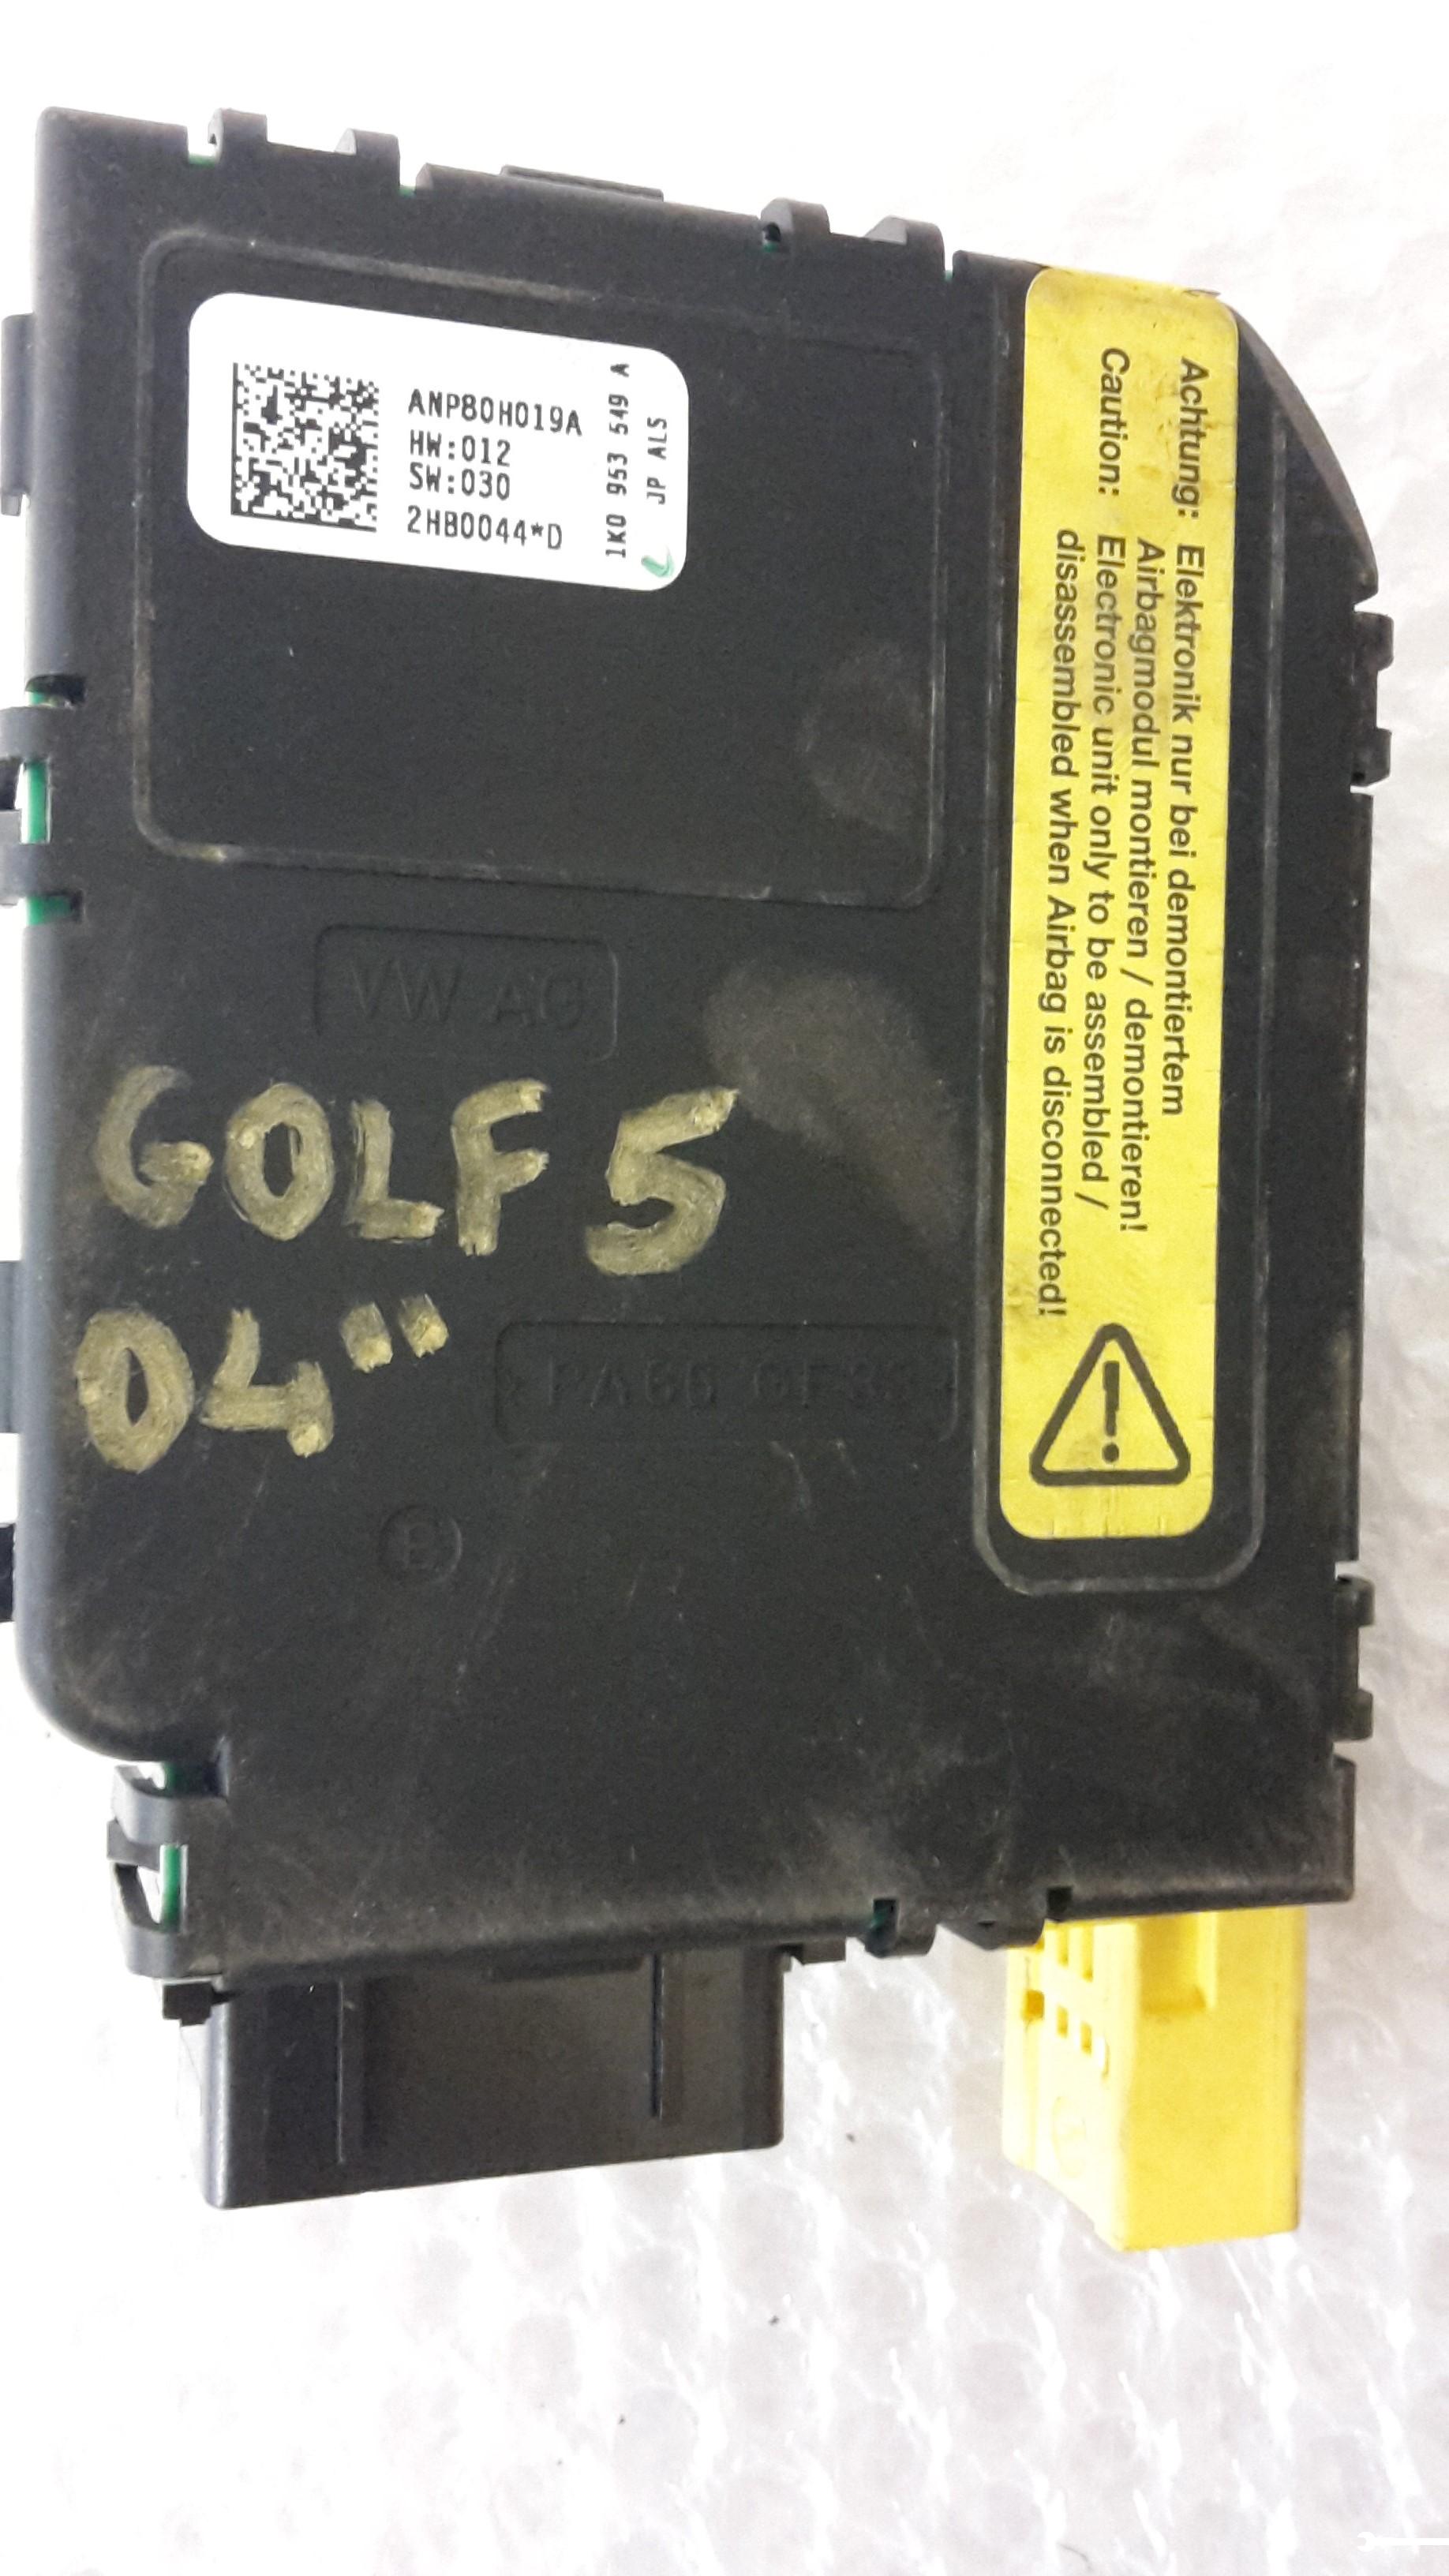 ANP80H019A
HW:012
SW:030
2HB0044*D
1K0 953 549 A
JP ALS
Achtung: Elektronik nur bei demontiertem
Airbagmodul montieren / demontieren!
Caution: Electronic unit only to be assembled /
disassembled when Airbag is disconnected!
VW AG
GOLF 5
04"